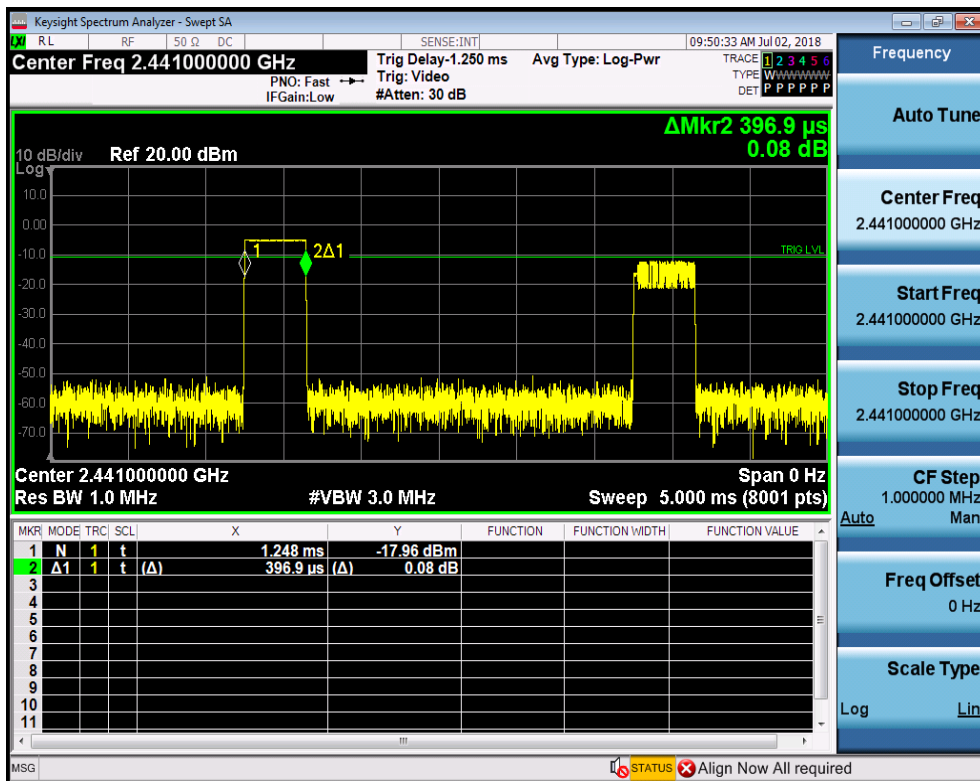 Keysight Spectrum Analyzer - Swept SA
LXI RL RF 50 Ω DC SENSE:INT 09:50:33 AM Jul 02, 2018
Center Freq 2.441000000 GHz
PNO: Fast
IFGain:Low
Trig Delay-1.250 ms
Trig: Video
#Atten: 30 dB
Avg Type: Log-Pwr
TRACE 1 2 3 4 5 6
TYPE WWWWWW
DET P P P P P P
ΔMkr2 396.9 µs
0.08 dB
10 dB/div Ref 20.00 dBm
Log
10.0
0.00
-10.0
-20.0
-30.0
-40.0
-50.0
-60.0
-70.0
1
2Δ1
TRIG LVL
Center 2.441000000 GHz Span 0 Hz
Res BW 1.0 MHz #VBW 3.0 MHz Sweep 5.000 ms (8001 pts)
MKR MODE TRC SCL X Y FUNCTION FUNCTION WIDTH FUNCTION VALUE
1 N 1 t 1.248 ms -17.96 dBm
2 Δ1 1 t (Δ) 396.9 µs (Δ) 0.08 dB
3
4
5
6
7
8
9
10
11
MSG STATUS Align Now All required
Frequency
Auto Tune
Center Freq
2.441000000 GHz
Start Freq
2.441000000 GHz
Stop Freq
2.441000000 GHz
CF Step
1.000000 MHz
Auto Man
Freq Offset
0 Hz
Scale Type
Log Lin